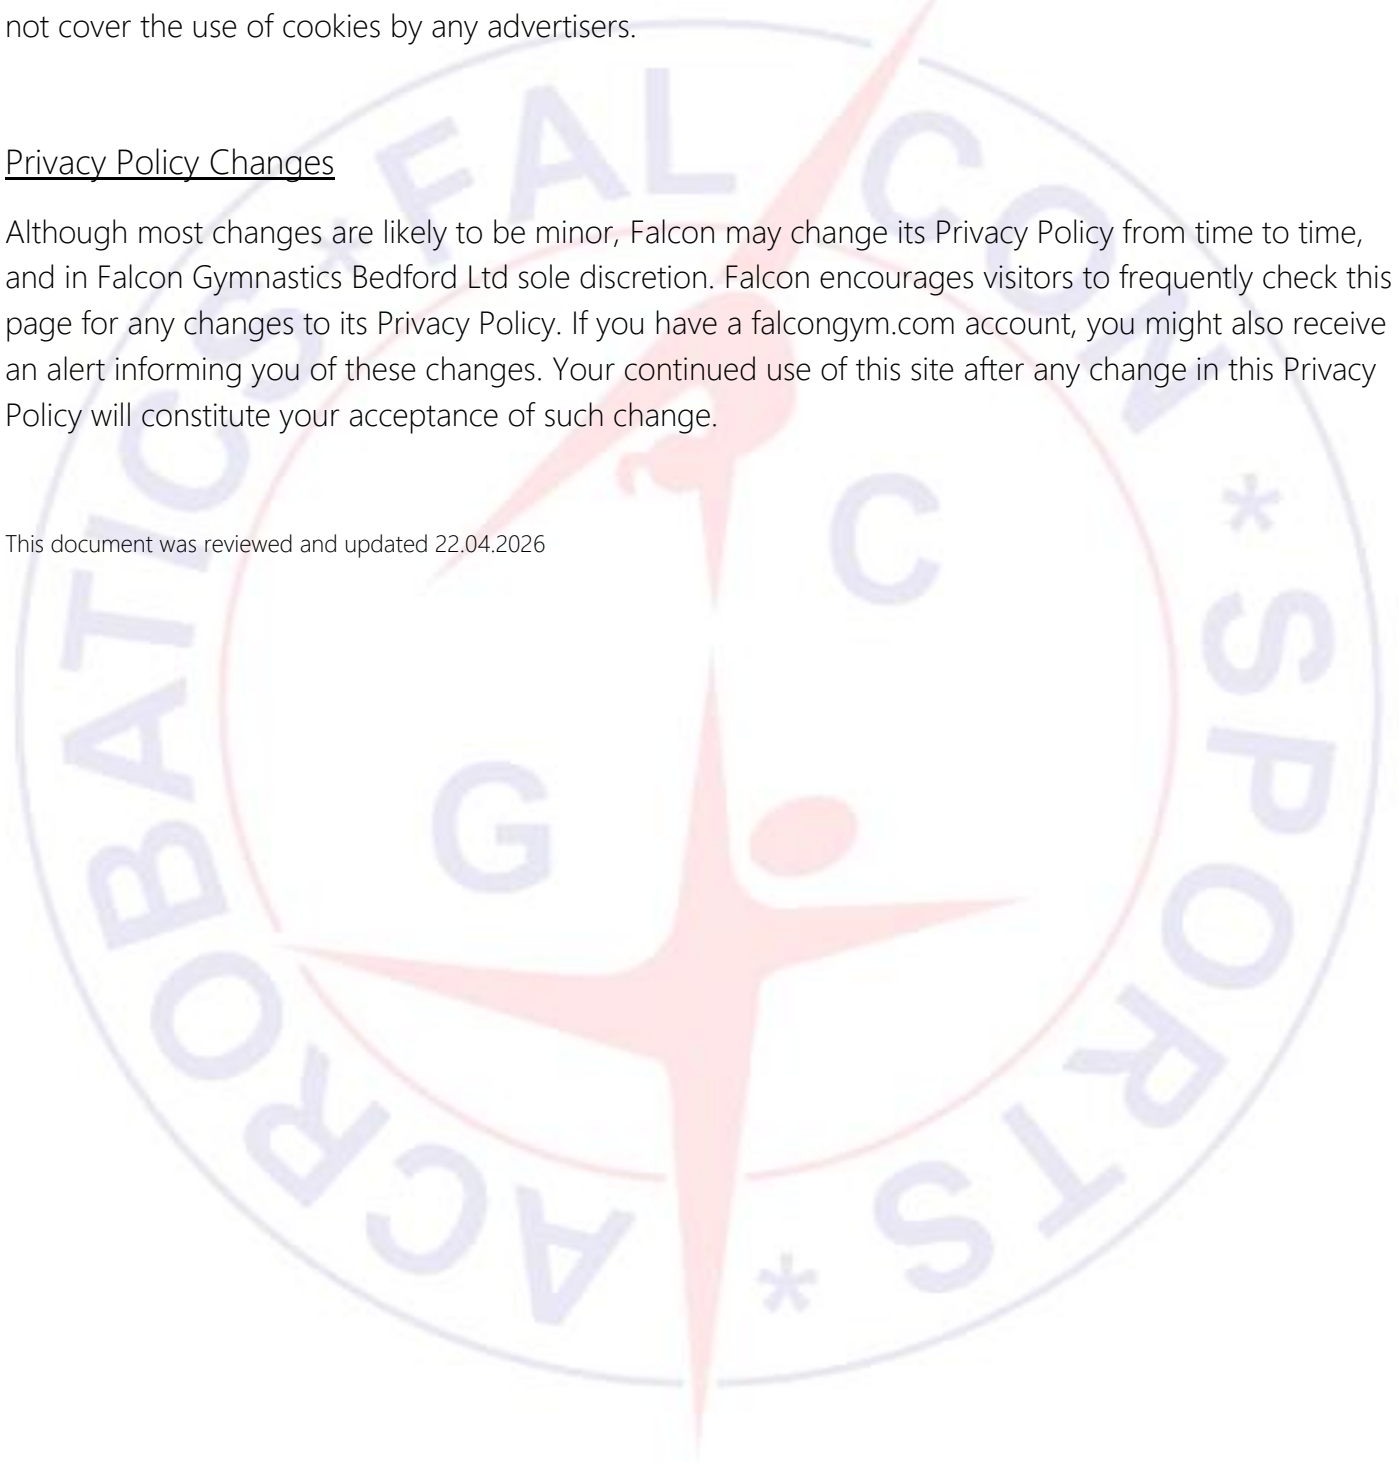 not cover the use of cookies by any advertisers.
Privacy Policy Changes
Although most changes are likely to be minor, Falcon may change its Privacy Policy from time to time,
and in Falcon Gymnastics Bedford Ltd sole discretion. Falcon encourages visitors to frequently check this
page for any changes to its Privacy Policy. If you have a falcongym.com account, you might also receive
an alert informing you of these changes. Your continued use of this site after any change in this Privacy
Policy will constitute your acceptance of such change.
This document was reviewed and updated 22.04.2026
ACROBATICS * FALCON * SPORTS *
C
G